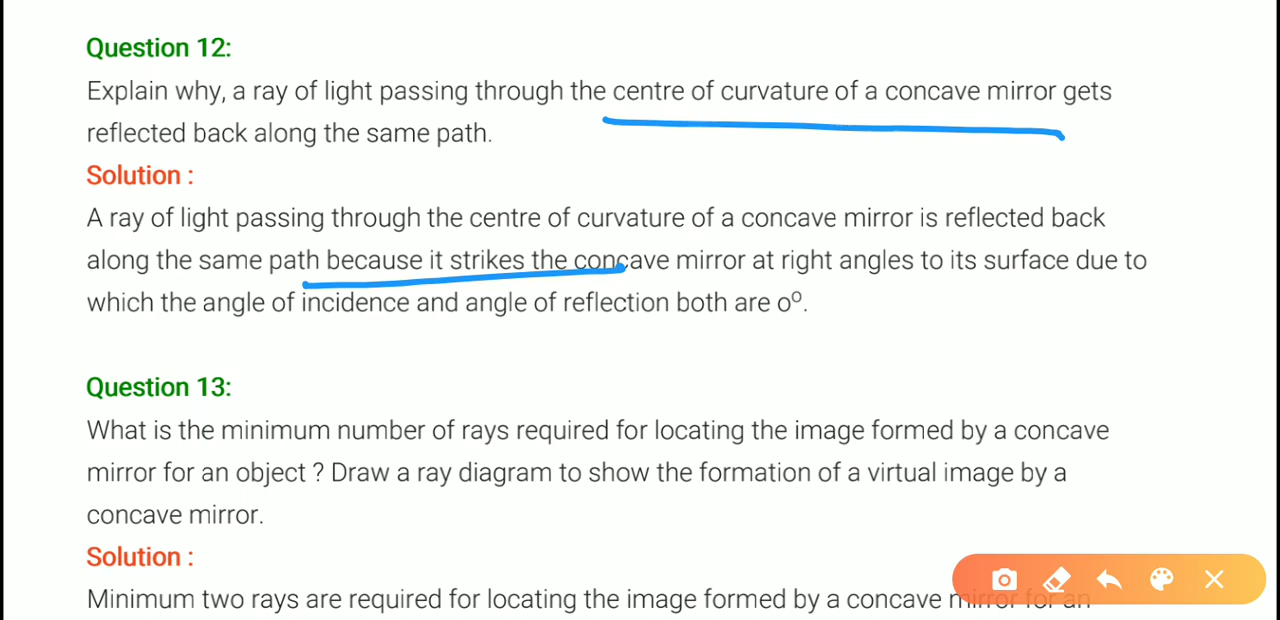 Question 12:
Explain why, a ray of light passing through the centre of curvature of a concave mirror gets
reflected back along the same path.
Solution :
A ray of light passing through the centre of curvature of a concave mirror is reflected back
along the same path because it strikes the concave mirror at right angles to its surface due to
which the angle of incidence and angle of reflection both are 0⁰.
Question 13:
What is the minimum number of rays required for locating the image formed by a concave
mirror for an object ? Draw a ray diagram to show the formation of a virtual image by a
concave mirror.
Solution :
Minimum two rays are required for locating the image formed by a concave mirror for an